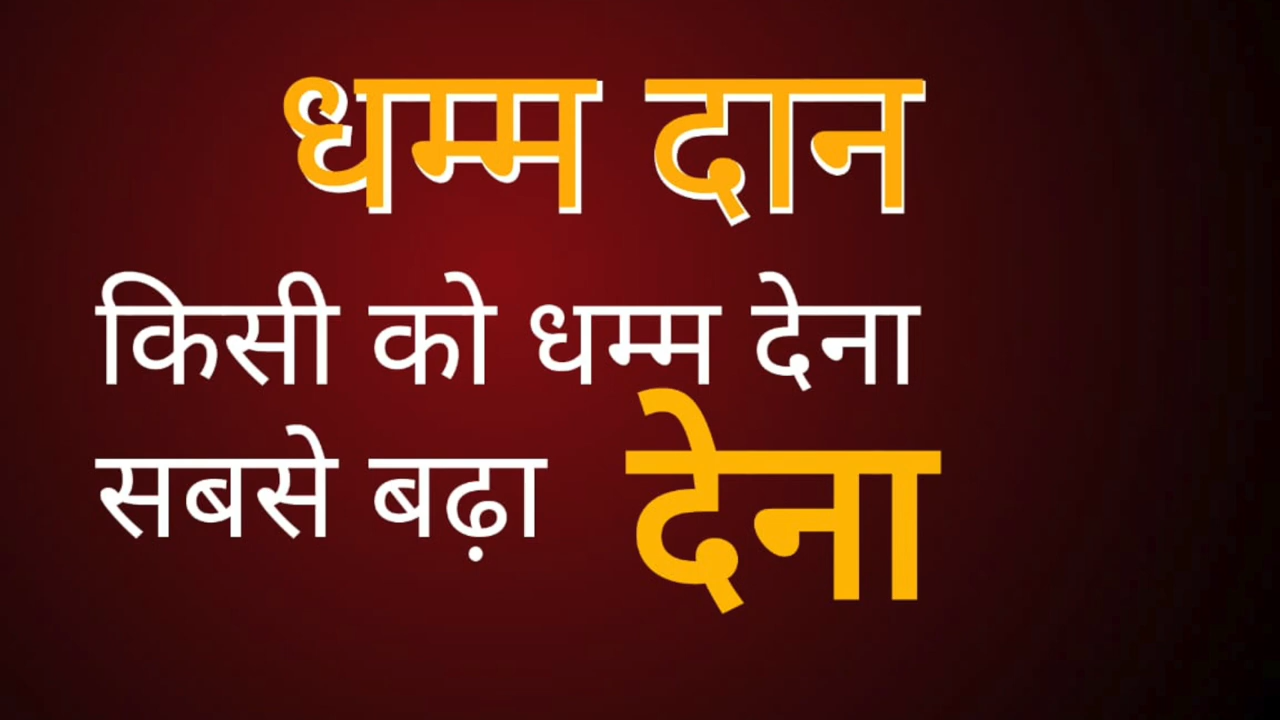 धम्म दान
किसी को धम्म देना
सबसे बढ़ा देना